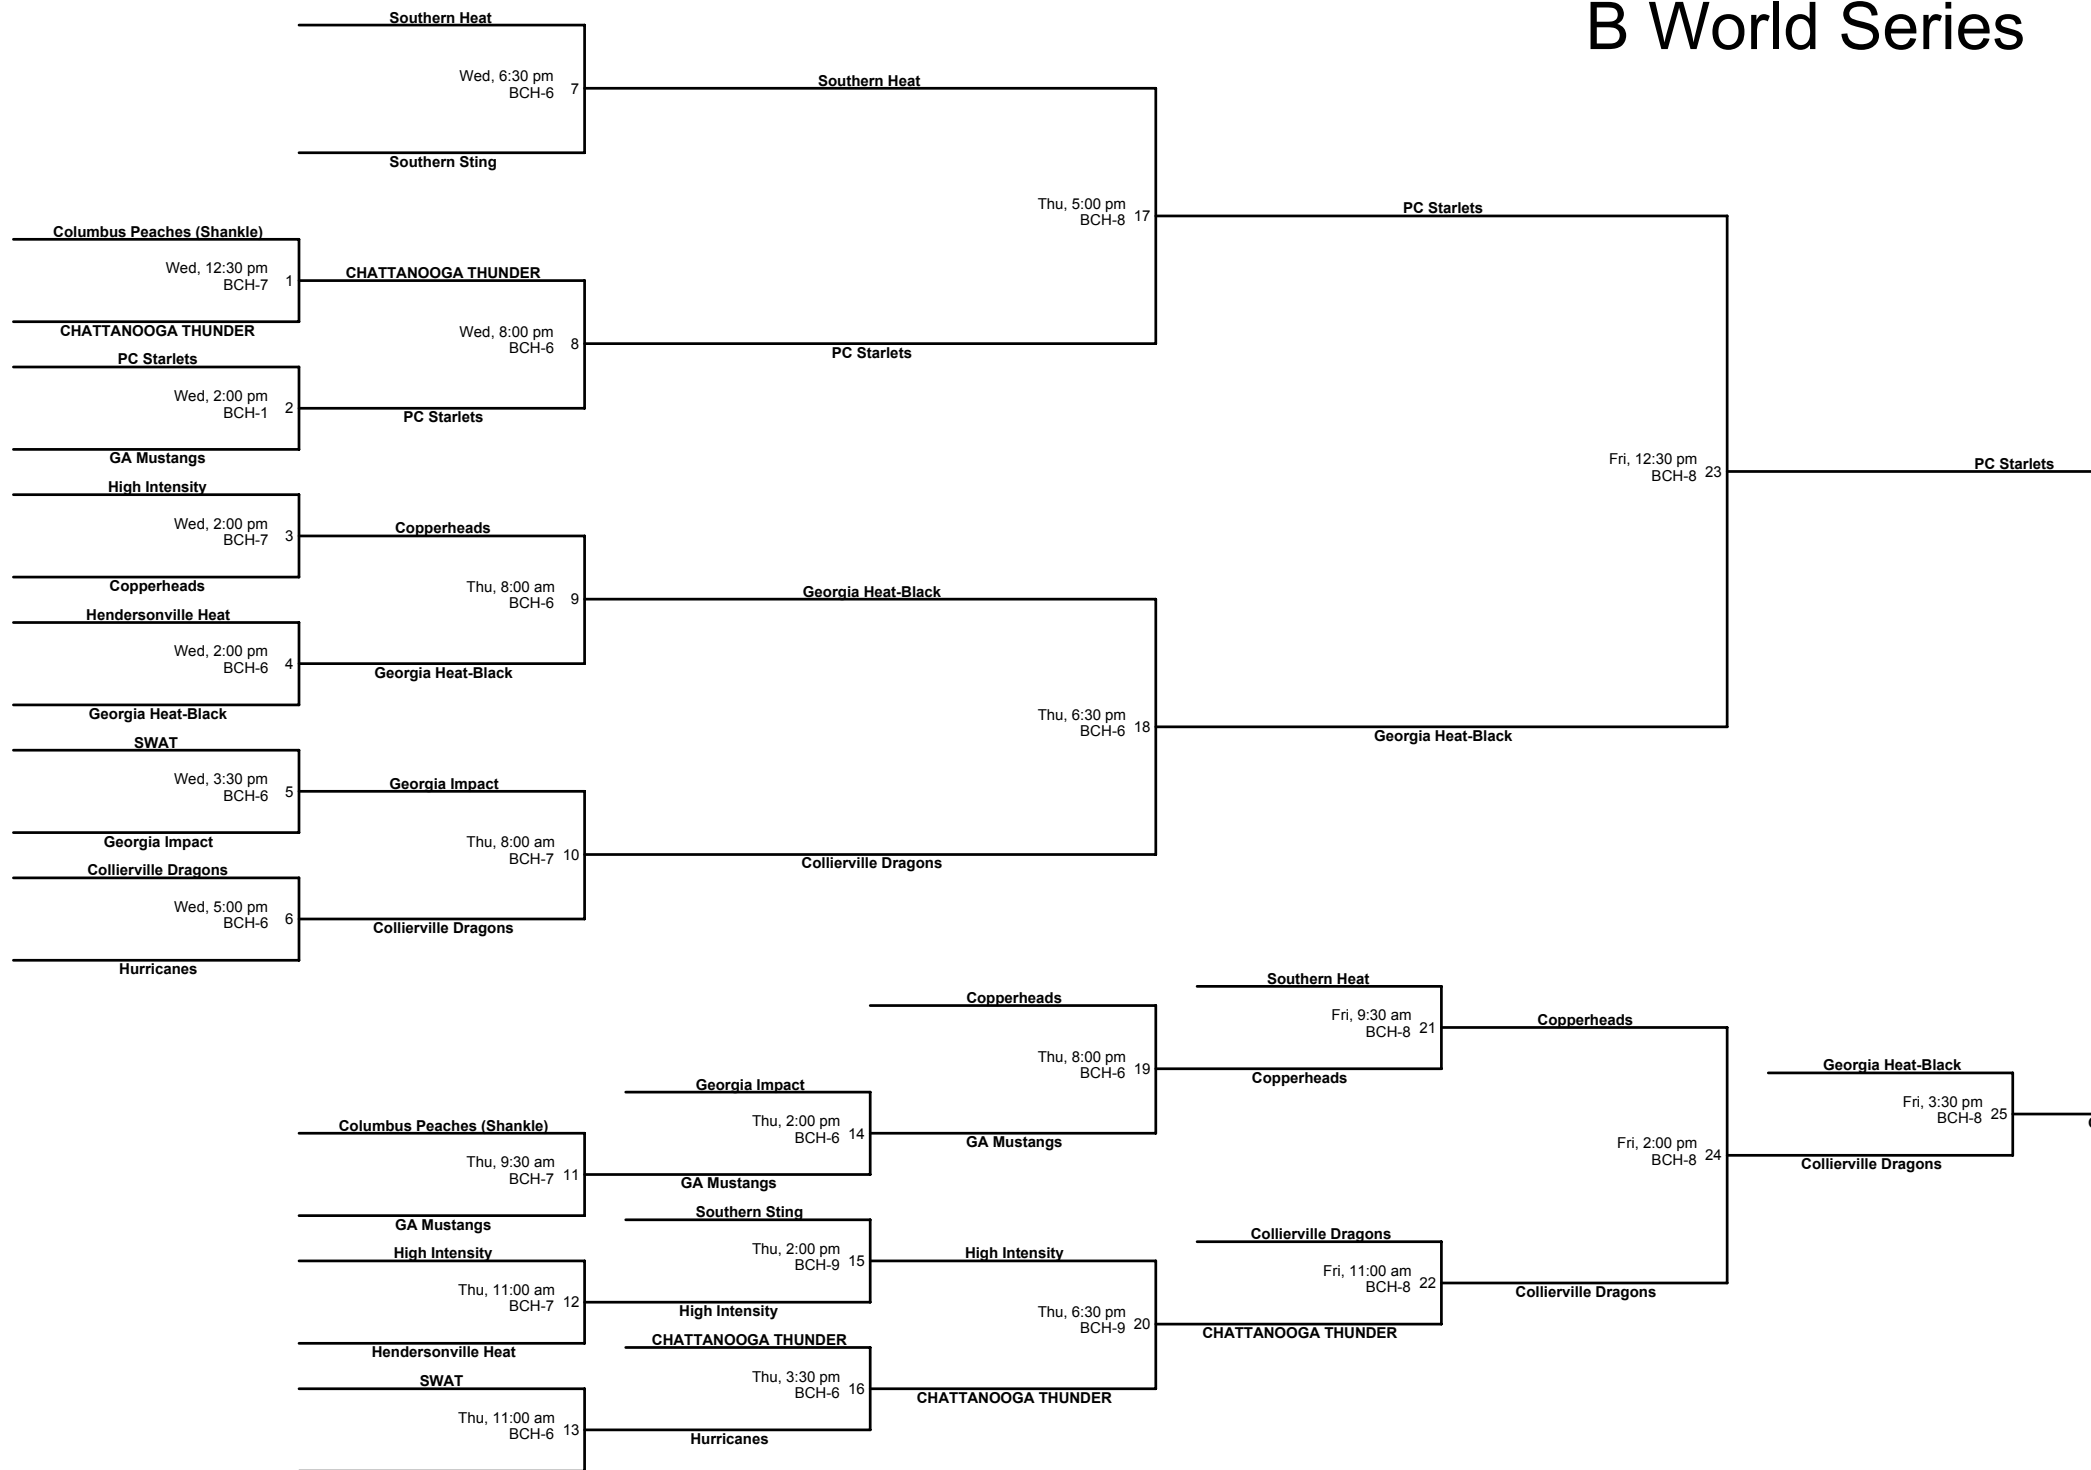 B World Series
Southern Heat
Wed, 6:30 pm
BCH-6 7
Southern Heat
Southern Sting
Thu, 5:00 pm
BCH-8 17
PC Starlets
Columbus Peaches (Shankle)
Wed, 12:30 pm
BCH-7 1
CHATTANOOGA THUNDER
CHATTANOOGA THUNDER
Wed, 8:00 pm
BCH-6 8
PC Starlets
PC Starlets
Wed, 2:00 pm
BCH-1 2
PC Starlets
GA Mustangs
Fri, 12:30 pm
BCH-8 23
PC Starlets
High Intensity
Wed, 2:00 pm
BCH-7 3
Copperheads
Copperheads
Thu, 8:00 am
BCH-6 9
Georgia Heat-Black
Hendersonville Heat
Wed, 2:00 pm
BCH-6 4
Georgia Heat-Black
Georgia Heat-Black
Thu, 6:30 pm
BCH-6 18
Georgia Heat-Black
SWAT
Wed, 3:30 pm
BCH-6 5
Georgia Impact
Georgia Impact
Thu, 8:00 am
BCH-7 10
Collierville Dragons
Collierville Dragons
Wed, 5:00 pm
BCH-6 6
Collierville Dragons
Hurricanes
Southern Heat
Copperheads
Fri, 9:30 am
BCH-8 21
Copperheads
Thu, 8:00 pm
BCH-6 19
Copperheads
Georgia Heat-Black
Georgia Impact
Fri, 3:30 pm
BCH-8 25
Thu, 2:00 pm
BCH-6 14
GA Mustangs
Columbus Peaches (Shankle)
Fri, 2:00 pm
BCH-8 24
Collierville Dragons
Thu, 9:30 am
BCH-7 11
GA Mustangs
GA Mustangs
Southern Sting
Collierville Dragons
High Intensity
Thu, 2:00 pm
BCH-9 15
High Intensity
Fri, 11:00 am
BCH-8 22
Collierville Dragons
Thu, 11:00 am
BCH-7 12
High Intensity
Thu, 6:30 pm
BCH-9 20
CHATTANOOGA THUNDER
Hendersonville Heat
CHATTANOOGA THUNDER
SWAT
Thu, 3:30 pm
BCH-6 16
CHATTANOOGA THUNDER
Thu, 11:00 am
BCH-6 13
Hurricanes